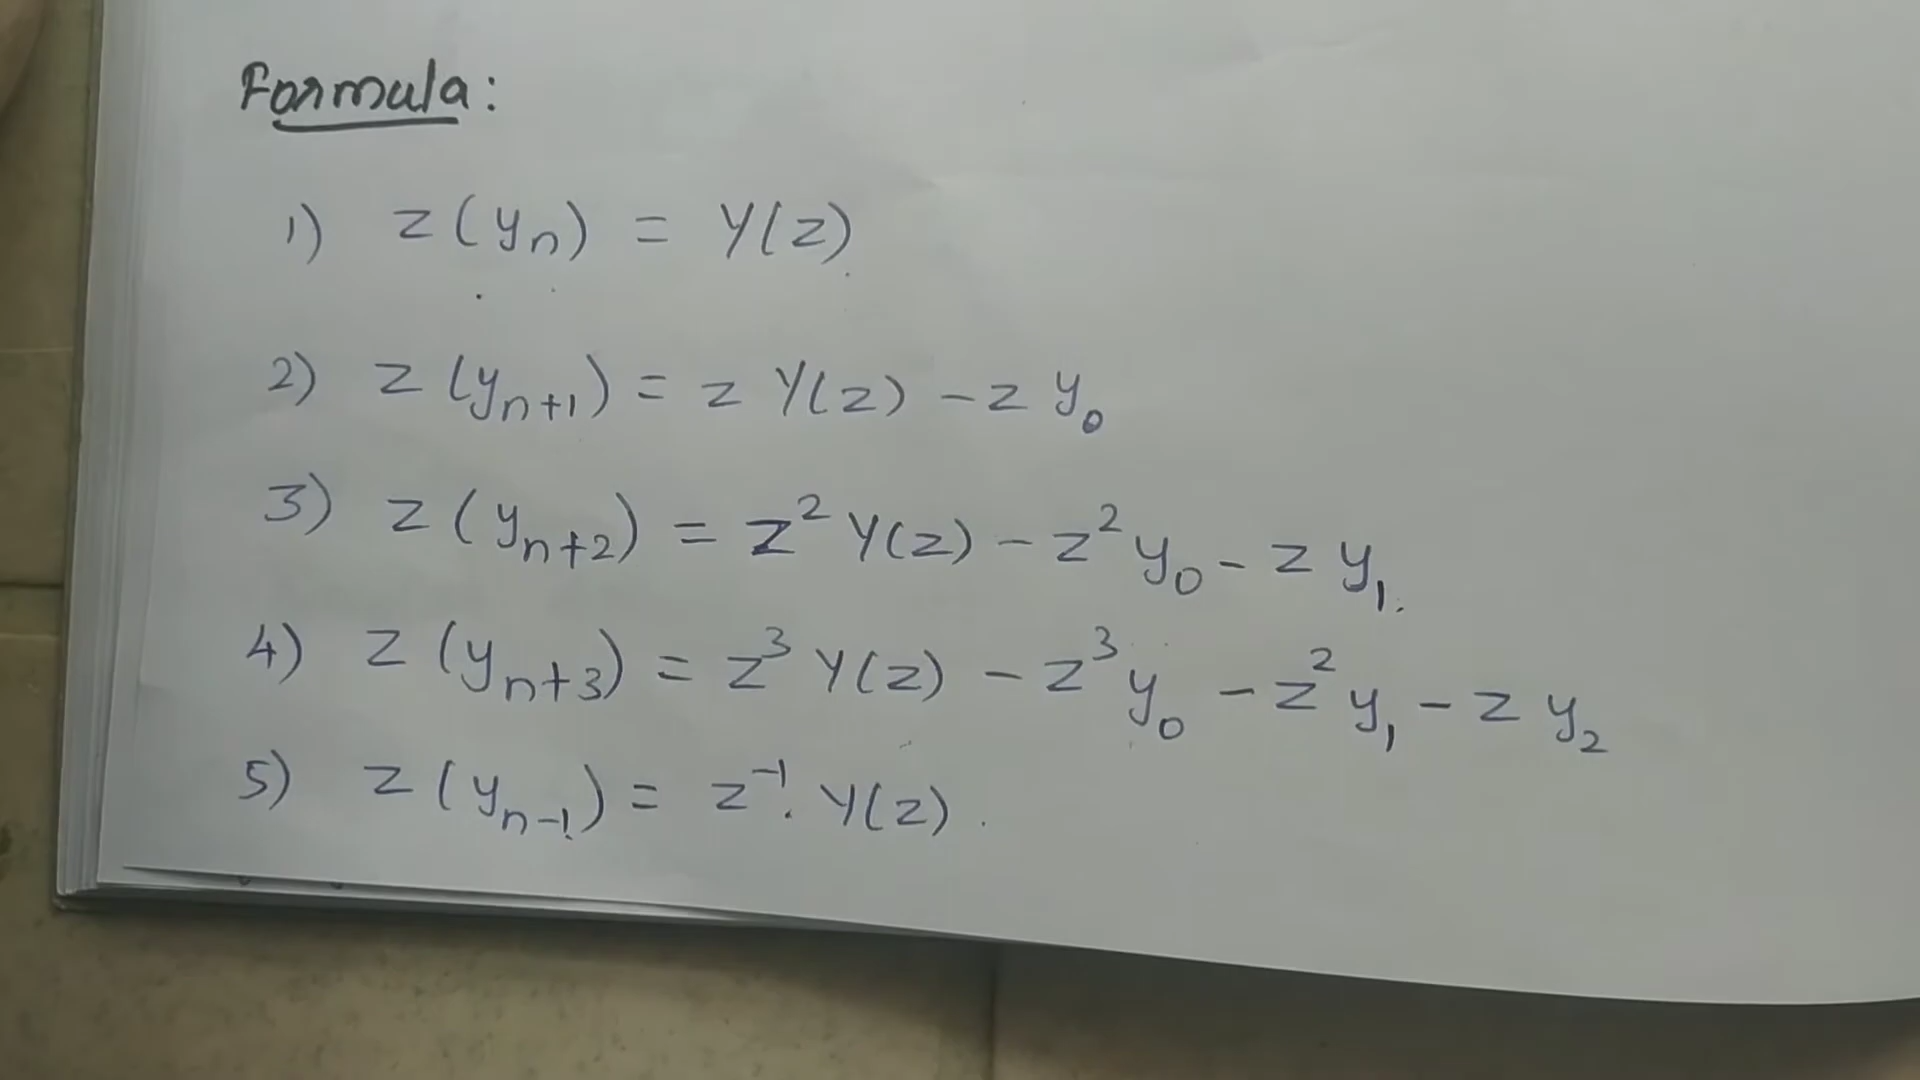 Formula:
1) z(yₙ) = Y(z)
2) z(yₙ₊₁) = z Y(z) - z y₀
3) z(yₙ₊₂) = z² Y(z) - z² y₀ - z y₁.
4) z(yₙ₊₃) = z³ Y(z) - z³ y₀ - z² y₁ - z y₂
5) z(yₙ₋₁) = z⁻¹. Y(z).